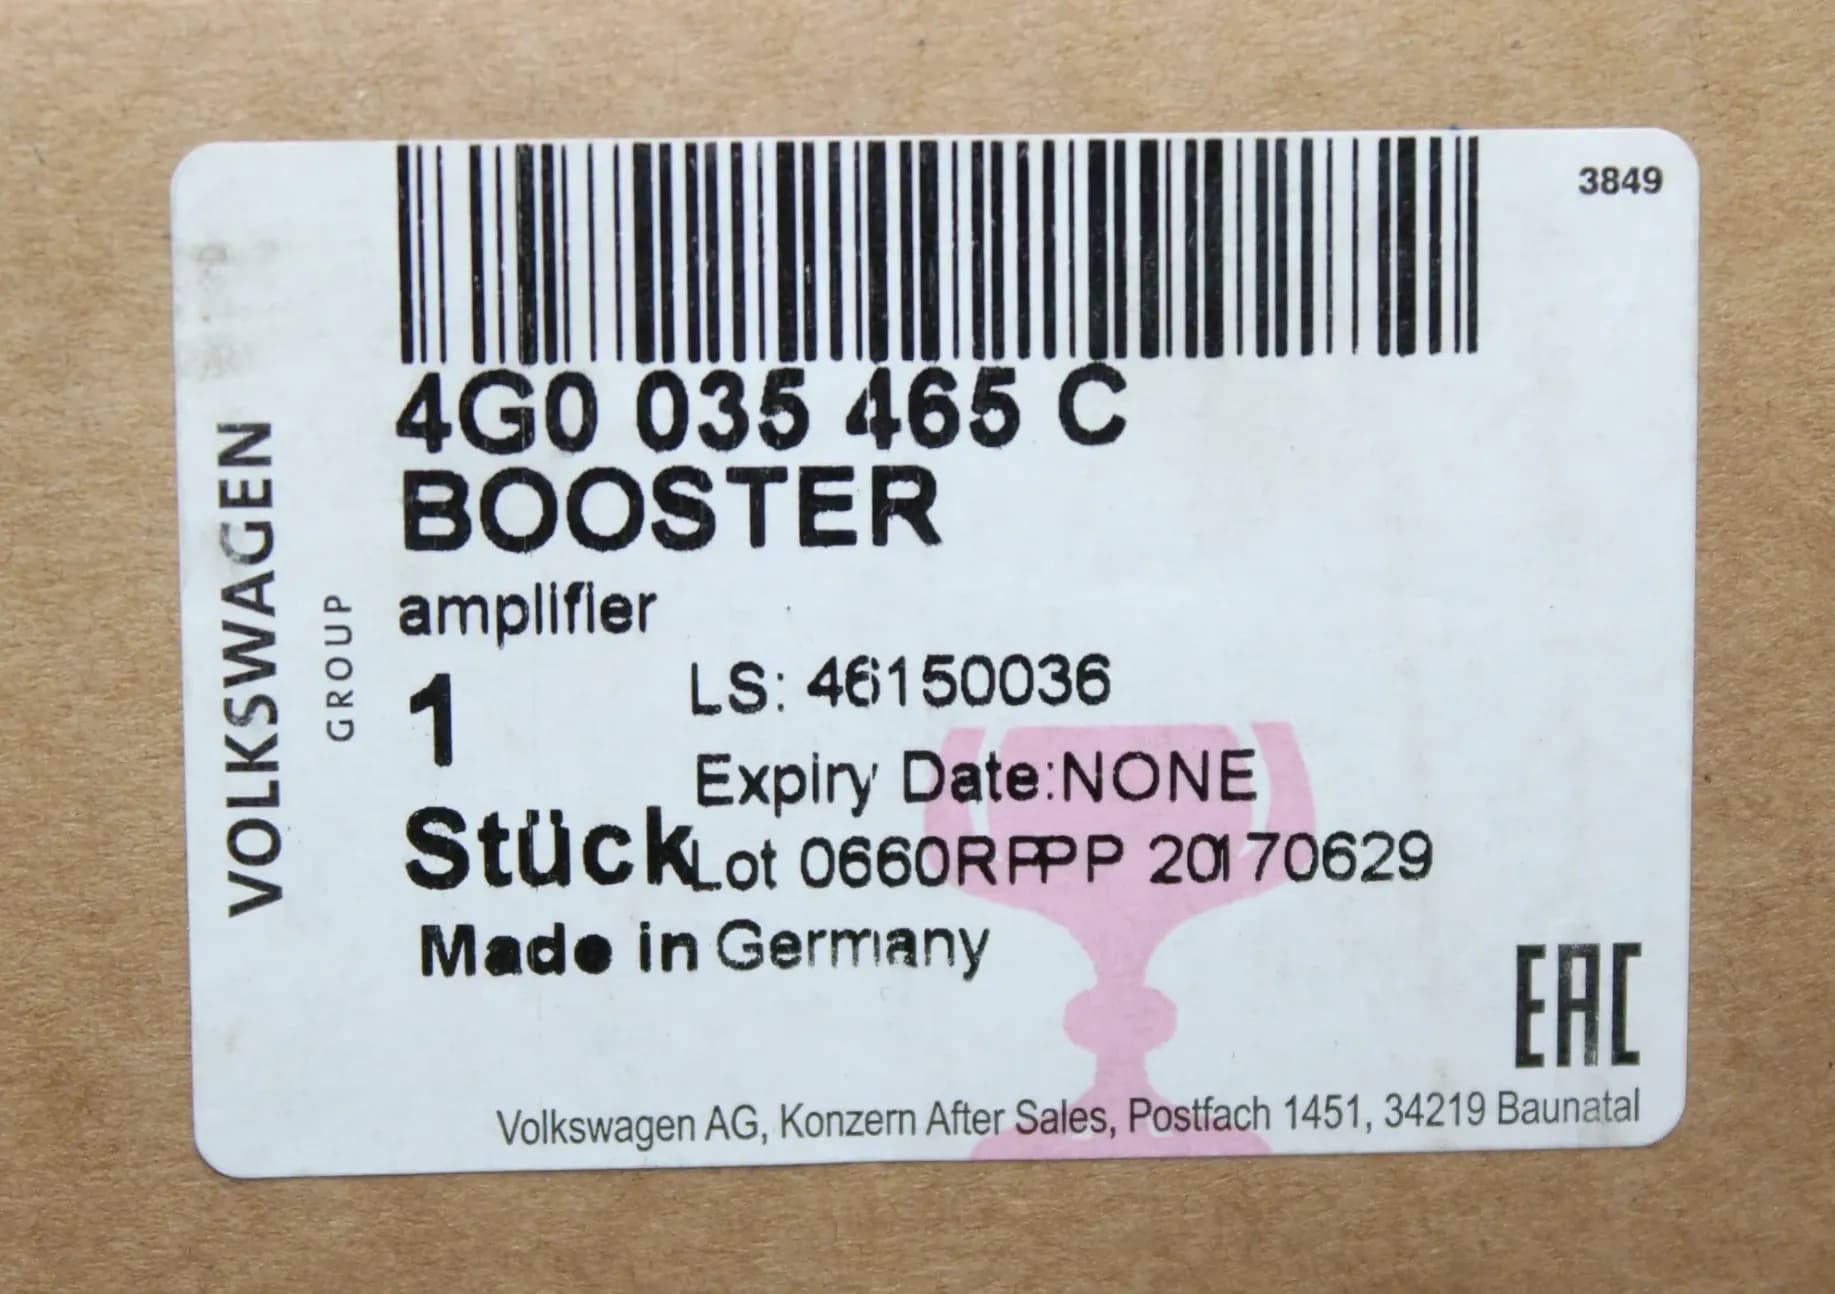 3849
4G0 035 465 C
BOOSTER
amplifier
1
LS: 46150036
Expiry Date:NONE
Stück
Lot 0660RPPP 20170629
Made in Germany
VOLKSWAGEN
GROUP
EAC
Volkswagen AG, Konzern After Sales, Postfach 1451, 34219 Baunatal